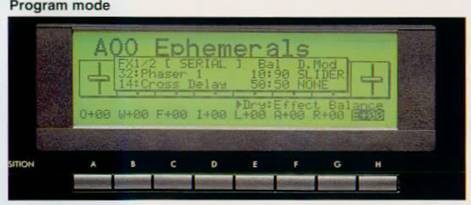 Program mode
A00 Ephemerals
FX1/2 [ SERIAL ] Bal D.Mod
32:Phaser 1 10:90 SLIDER
14:Cross Delay 50:50 NONE
▶Dry:Effect Balance
O+00 W+00 F+00 I+00 L+00 A+00 R+00 E+00
SITION A B C D E F G H